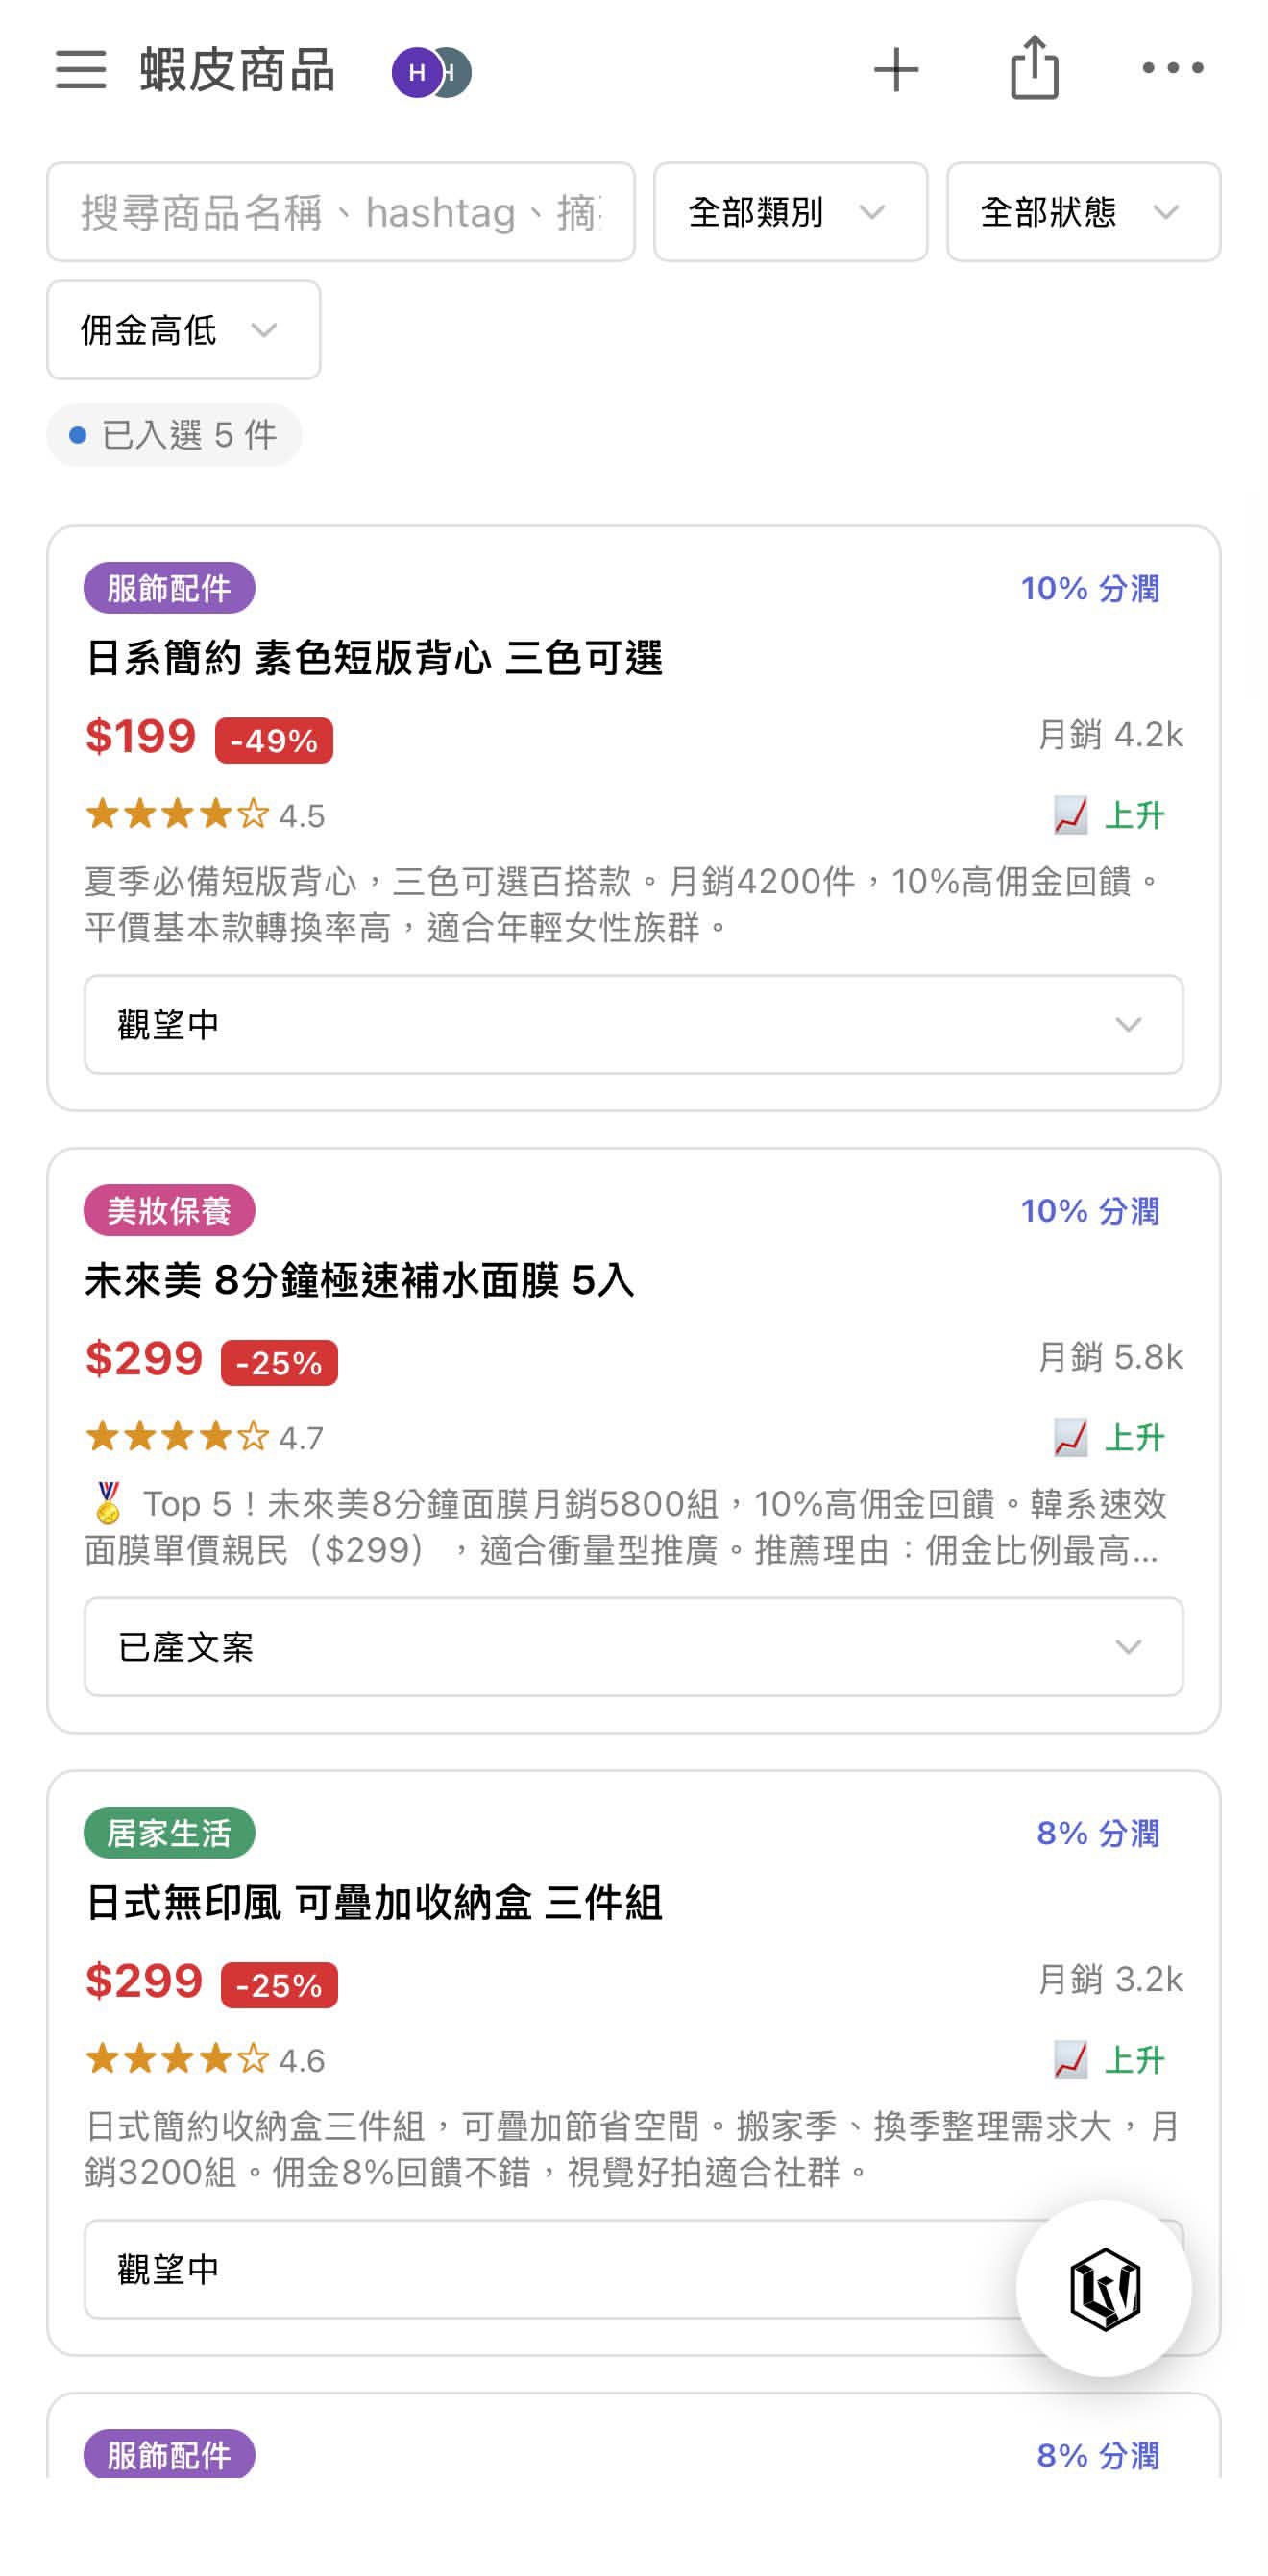 蝦皮商品
H
H
搜尋商品名稱、hashtag、摘
全部類別
全部狀態
佣金高低
已入選 5 件
服飾配件
10% 分潤
日系簡約 素色短版背心 三色可選
$199 -49%
月銷 4.2k
4.5
上升
夏季必備短版背心，三色可選百搭款。月銷4200件，10%高佣金回饋。
平價基本款轉換率高，適合年輕女性族群。
觀望中
美妝保養
10% 分潤
未來美 8分鐘極速補水面膜 5入
$299 -25%
月銷 5.8k
4.7
上升
Top 5！未來美8分鐘面膜月銷5800組，10%高佣金回饋。韓系速效
面膜單價親民（$299），適合衝量型推廣。推薦理由：佣金比例最高...
已產文案
居家生活
8% 分潤
日式無印風 可疊加收納盒 三件組
$299 -25%
月銷 3.2k
4.6
上升
日式簡約收納盒三件組，可疊加節省空間。搬家季、換季整理需求大，月
銷3200組。佣金8%回饋不錯，視覺好拍適合社群。
觀望中
服飾配件
8% 分潤